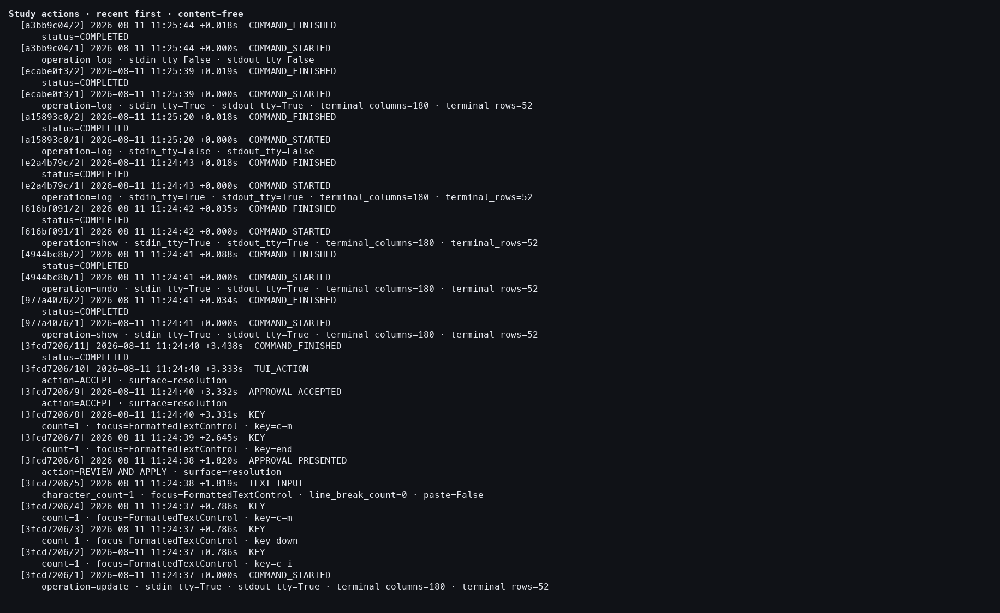 Study actions · recent first · content-free
[a3bb9c04/2] 2026-08-11 11:25:44 +0.018s  COMMAND_FINISHED
status=COMPLETED
[a3bb9c04/1] 2026-08-11 11:25:44 +0.000s  COMMAND_STARTED
operation=log · stdin_tty=False · stdout_tty=False
[ecabe0f3/2] 2026-08-11 11:25:39 +0.019s  COMMAND_FINISHED
status=COMPLETED
[ecabe0f3/1] 2026-08-11 11:25:39 +0.000s  COMMAND_STARTED
operation=log · stdin_tty=True · stdout_tty=True · terminal_columns=180 · terminal_rows=52
[a15893c0/2] 2026-08-11 11:25:20 +0.018s  COMMAND_FINISHED
status=COMPLETED
[a15893c0/1] 2026-08-11 11:25:20 +0.000s  COMMAND_STARTED
operation=log · stdin_tty=False · stdout_tty=False
[e2a4b79c/2] 2026-08-11 11:24:43 +0.018s  COMMAND_FINISHED
status=COMPLETED
[e2a4b79c/1] 2026-08-11 11:24:43 +0.000s  COMMAND_STARTED
operation=log · stdin_tty=True · stdout_tty=True · terminal_columns=180 · terminal_rows=52
[616bf091/2] 2026-08-11 11:24:42 +0.035s  COMMAND_FINISHED
status=COMPLETED
[616bf091/1] 2026-08-11 11:24:42 +0.000s  COMMAND_STARTED
operation=show · stdin_tty=True · stdout_tty=True · terminal_columns=180 · terminal_rows=52
[4944bc8b/2] 2026-08-11 11:24:41 +0.088s  COMMAND_FINISHED
status=COMPLETED
[4944bc8b/1] 2026-08-11 11:24:41 +0.000s  COMMAND_STARTED
operation=undo · stdin_tty=True · stdout_tty=True · terminal_columns=180 · terminal_rows=52
[977a4076/2] 2026-08-11 11:24:41 +0.034s  COMMAND_FINISHED
status=COMPLETED
[977a4076/1] 2026-08-11 11:24:41 +0.000s  COMMAND_STARTED
operation=show · stdin_tty=True · stdout_tty=True · terminal_columns=180 · terminal_rows=52
[3fcd7206/11] 2026-08-11 11:24:40 +3.438s  COMMAND_FINISHED
status=COMPLETED
[3fcd7206/10] 2026-08-11 11:24:40 +3.333s  TUI_ACTION
action=ACCEPT · surface=resolution
[3fcd7206/9] 2026-08-11 11:24:40 +3.332s  APPROVAL_ACCEPTED
action=ACCEPT · surface=resolution
[3fcd7206/8] 2026-08-11 11:24:40 +3.331s  KEY
count=1 · focus=FormattedTextControl · key=c-m
[3fcd7206/7] 2026-08-11 11:24:39 +2.645s  KEY
count=1 · focus=FormattedTextControl · key=end
[3fcd7206/6] 2026-08-11 11:24:38 +1.820s  APPROVAL_PRESENTED
action=REVIEW AND APPLY · surface=resolution
[3fcd7206/5] 2026-08-11 11:24:38 +1.819s  TEXT_INPUT
character_count=1 · focus=FormattedTextControl · line_break_count=0 · paste=False
[3fcd7206/4] 2026-08-11 11:24:37 +0.786s  KEY
count=1 · focus=FormattedTextControl · key=c-m
[3fcd7206/3] 2026-08-11 11:24:37 +0.786s  KEY
count=1 · focus=FormattedTextControl · key=down
[3fcd7206/2] 2026-08-11 11:24:37 +0.786s  KEY
count=1 · focus=FormattedTextControl · key=c-i
[3fcd7206/1] 2026-08-11 11:24:37 +0.000s  COMMAND_STARTED
operation=update · stdin_tty=True · stdout_tty=True · terminal_columns=180 · terminal_rows=52